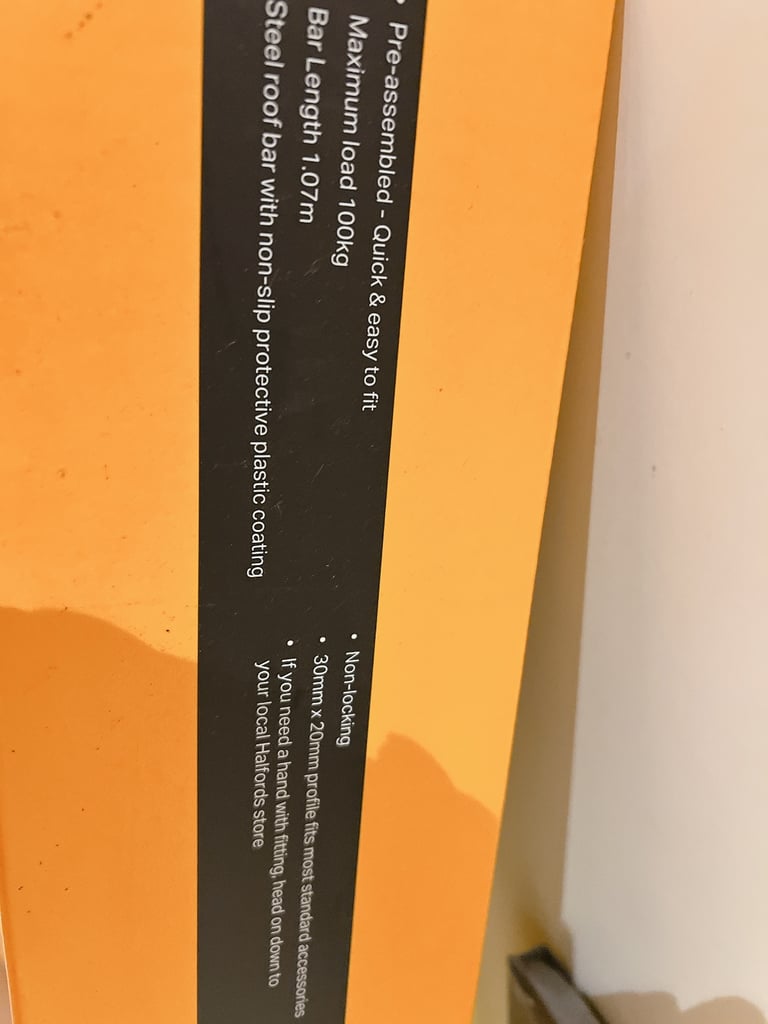 • Pre-assembled - Quick & easy to fit
Maximum load 100kg
Bar Length 1.07m
Steel roof bar with non-slip protective plastic coating
• Non-locking
• 30mm x 20mm profile fits most standard accessories
• If you need a hand with fitting, head on down to
your local Halfords store